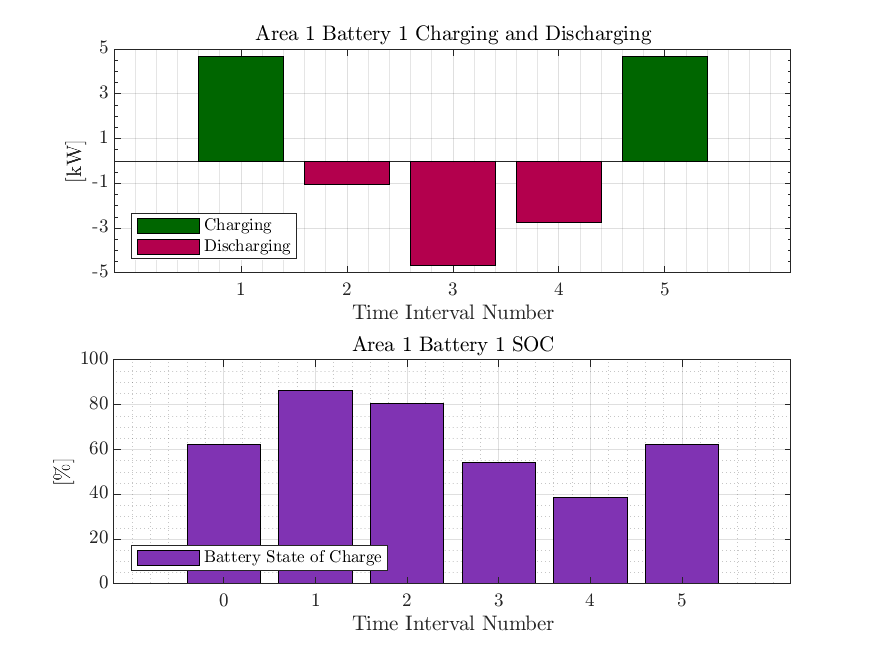 Area 1 Battery 1 Charging and Discharging
5
3
1
-1
-3
-5
[kW]
Charging
Discharging
1 2 3 4 5
Time Interval Number
Area 1 Battery 1 SOC
100
80
60
40
20
0
[%]
Battery State of Charge
0 1 2 3 4 5
Time Interval Number